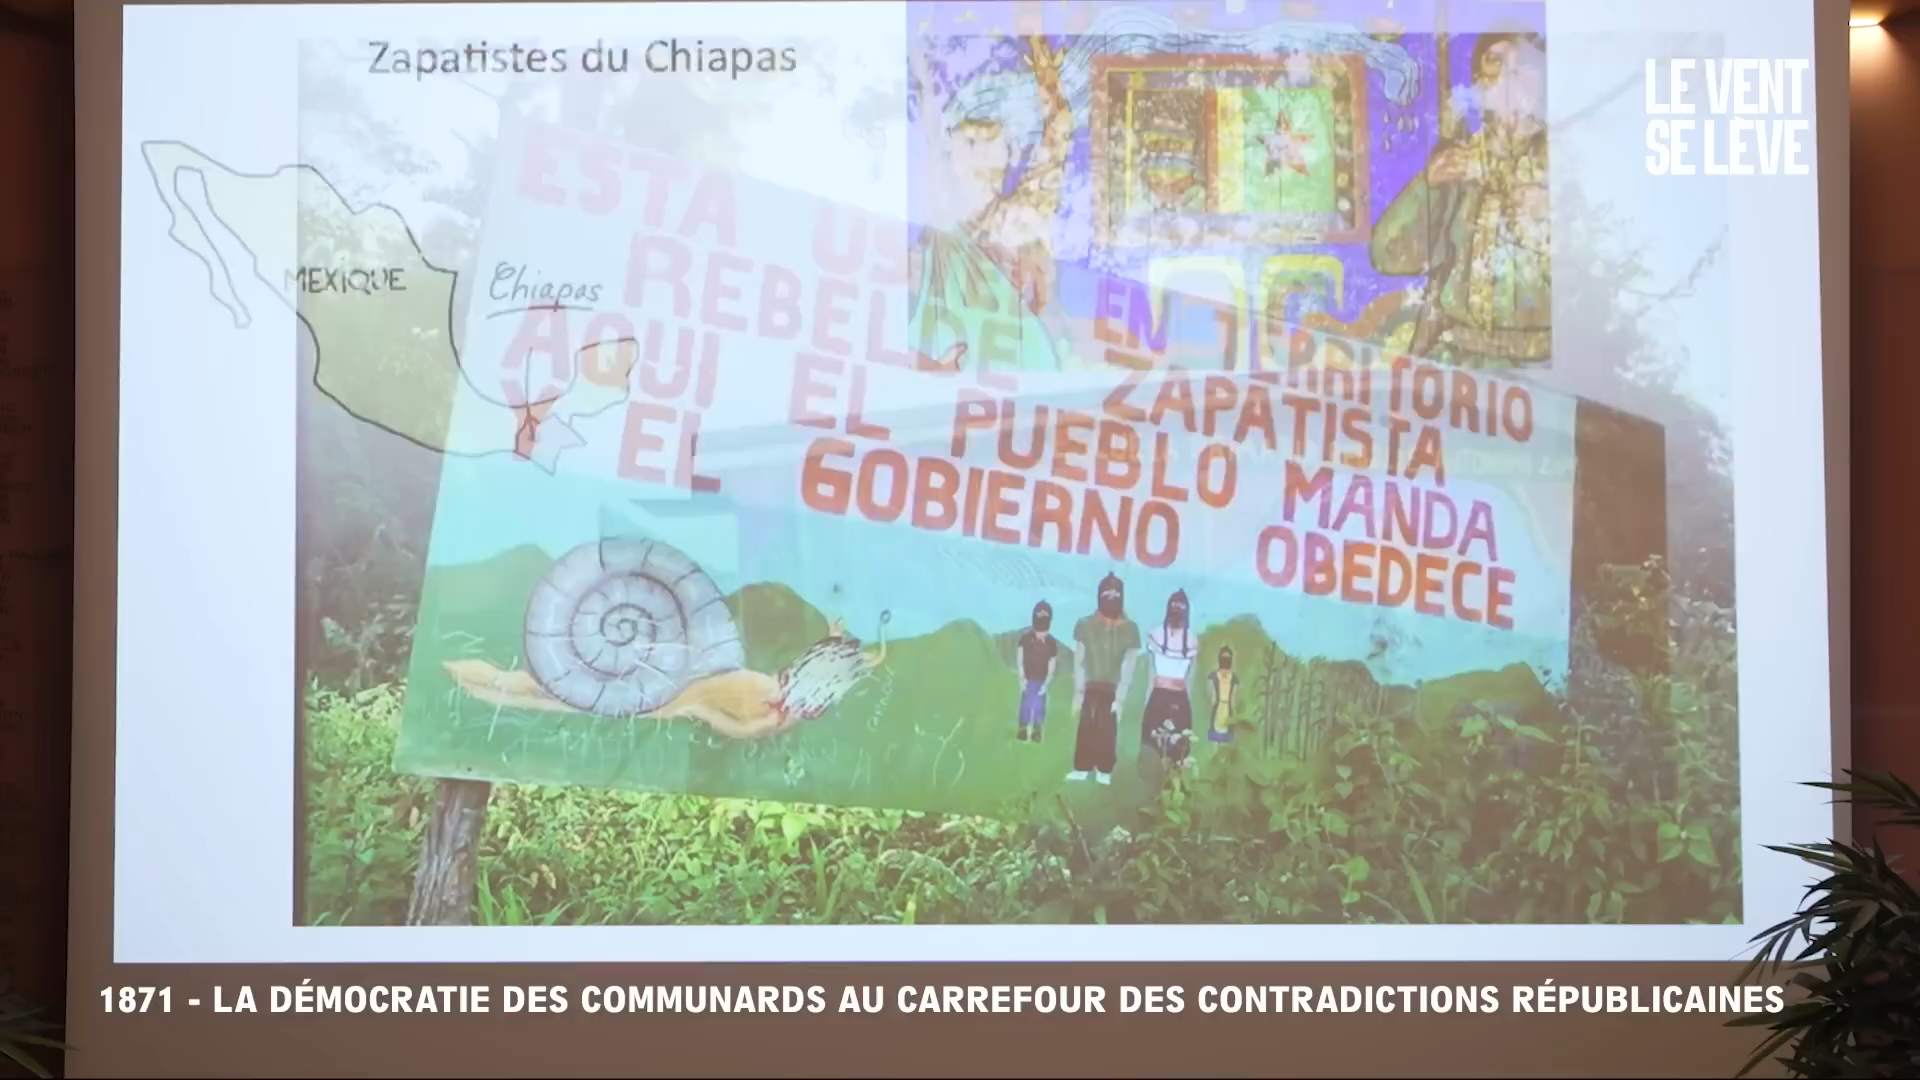 Zapatistes du Chiapas
LE VENT
SE LÈVE
MEXIQUE
Chiapas
ESTA US EN TERRITORIO
REBELDE ZAPATISTA
AQUI EL PUEBLO MANDA
Y EL GOBIERNO OBEDECE
1871 - LA DÉMOCRATIE DES COMMUNARDS AU CARREFOUR DES CONTRADICTIONS RÉPUBLICAINES